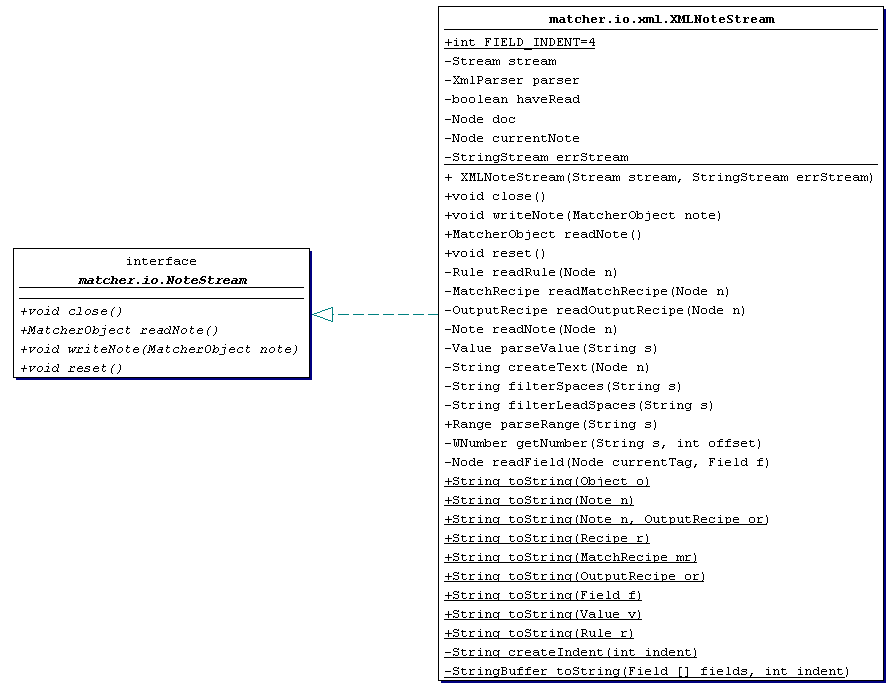 interface
matcher.io.NoteStream
+void close()
+MatcherObject readNote()
+void writeNote(MatcherObject note)
+void reset()
matcher.io.xml.XMLNoteStream
+int FIELD_INDENT=4
-Stream stream
-XmlParser parser
-boolean haveRead
-Node doc
-Node currentNote
-StringStream errStream
+ XMLNoteStream(Stream stream, StringStream errStream)
+void close()
+void writeNote(MatcherObject note)
+MatcherObject readNote()
+void reset()
-Rule readRule(Node n)
-MatchRecipe readMatchRecipe(Node n)
-OutputRecipe readOutputRecipe(Node n)
-Note readNote(Node n)
-Value parseValue(String s)
-String createText(Node n)
-String filterSpaces(String s)
-String filterLeadSpaces(String s)
+Range parseRange(String s)
-WNumber getNumber(String s, int offset)
-Node readField(Node currentTag, Field f)
+String toString(Object o)
+String toString(Note n)
+String toString(Note n, OutputRecipe or)
+String toString(Recipe r)
+String toString(MatchRecipe mr)
+String toString(OutputRecipe or)
+String toString(Field f)
+String toString(Value v)
+String toString(Rule r)
-String createIndent(int indent)
-StringBuffer toString(Field [] fields, int indent)